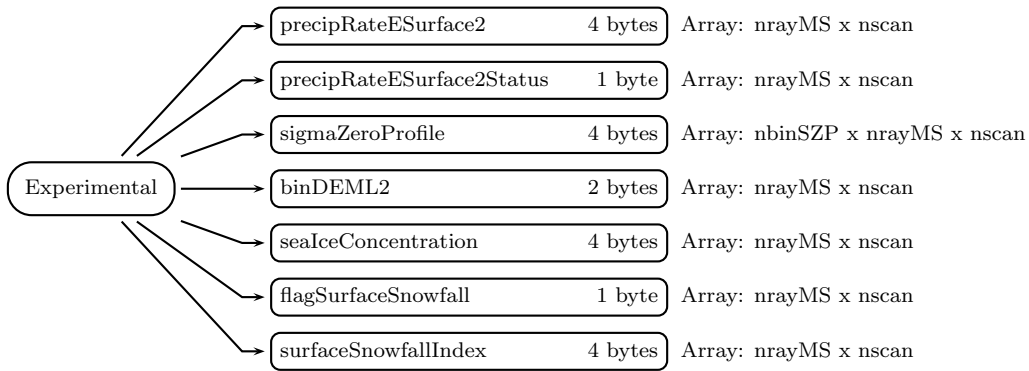 precipRateESurface2 4 bytes Array: nrayMS x nscan
precipRateESurface2Status 1 byte Array: nrayMS x nscan
sigmaZeroProfile 4 bytes Array: nbinSZP x nrayMS x nscan
Experimental
binDEML2 2 bytes Array: nrayMS x nscan
seaIceConcentration 4 bytes Array: nrayMS x nscan
flagSurfaceSnowfall 1 byte Array: nrayMS x nscan
surfaceSnowfallIndex 4 bytes Array: nrayMS x nscan